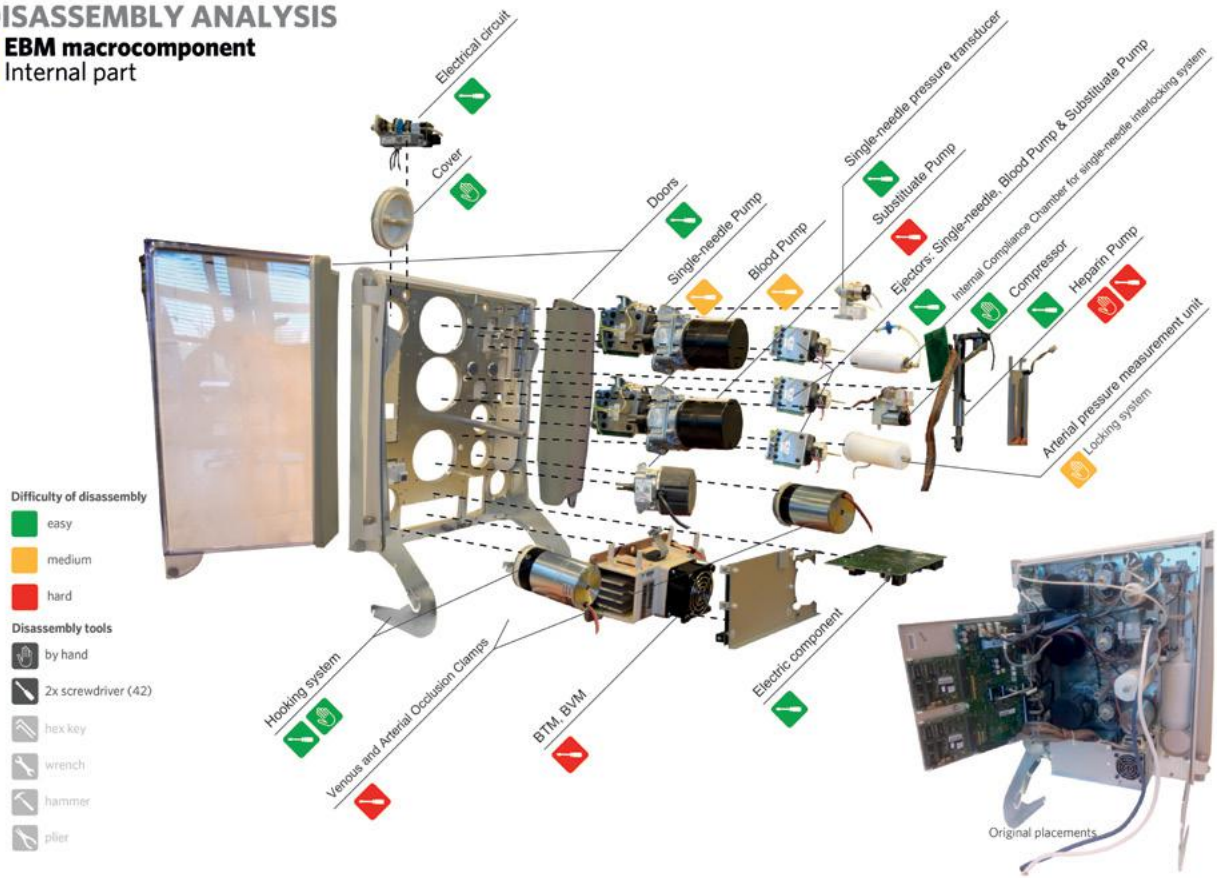 ISASSEMBLY ANALYSIS
EBM macrocomponent
Internal part
Electrical circuit
Cover
Doors
Single-needle Pump
Blood Pump
Single-needle pressure transducer
Substituate Pump
Ejectors: Single-needle, Blood Pump & Substituate Pump
Internal Compliance Chamber for single-needle interlocking system
Compressor
Heparin Pump
Arterial pressure measurement unit
Locking system
Difficulty of disassembly
easy
medium
hard
Disassembly tools
by hand
2x screwdriver (42)
hex key
wrench
hammer
plier
Hooking system
Venous and Arterial Occlusion Clamps
BTM, BVM
Electric component
Original placements